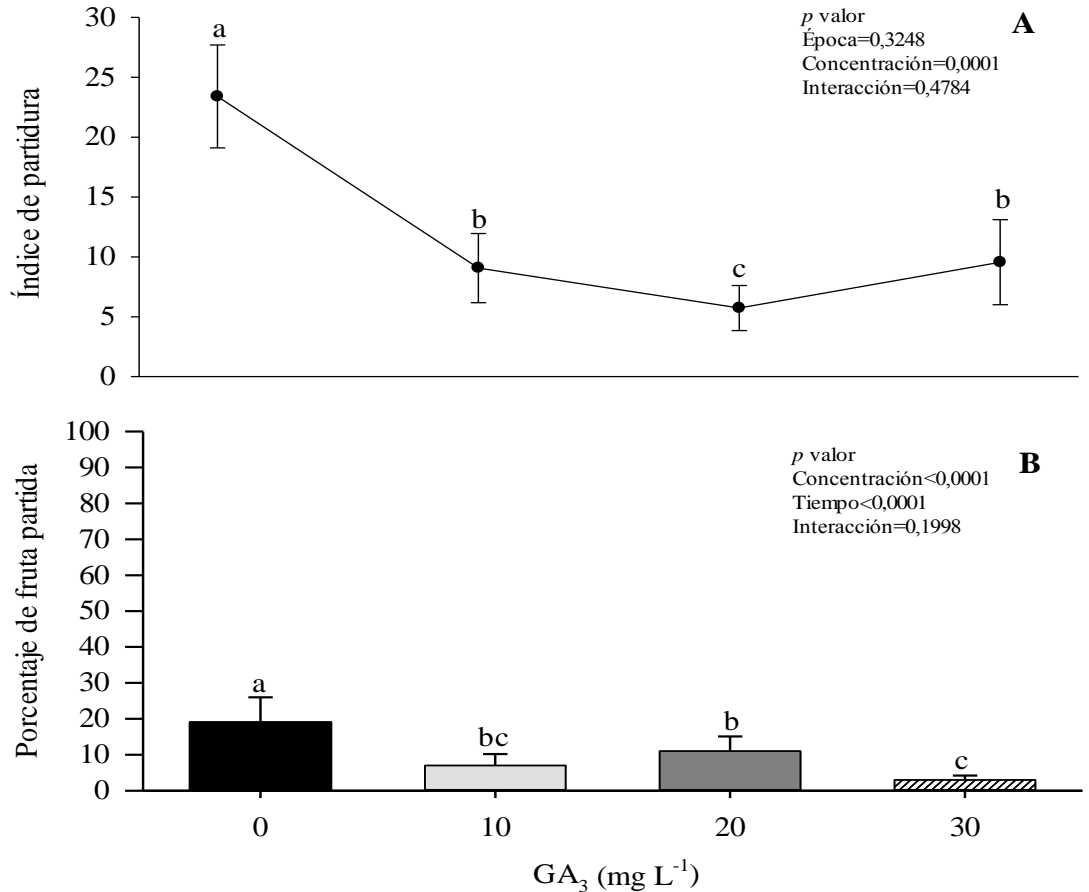 30
25
20
15
10
5
0
Índice de partidura
a
b
c
b
p valor
Época=0,3248
Concentración=0,0001
Interacción=0,4784
A
100
90
80
70
60
50
40
30
20
10
0
Porcentaje de fruta partida
a
bc
b
c
p valor
Concentración<0,0001
Tiempo<0,0001
Interacción=0,1998
B
0 10 20 30
GA₃ (mg L⁻¹)